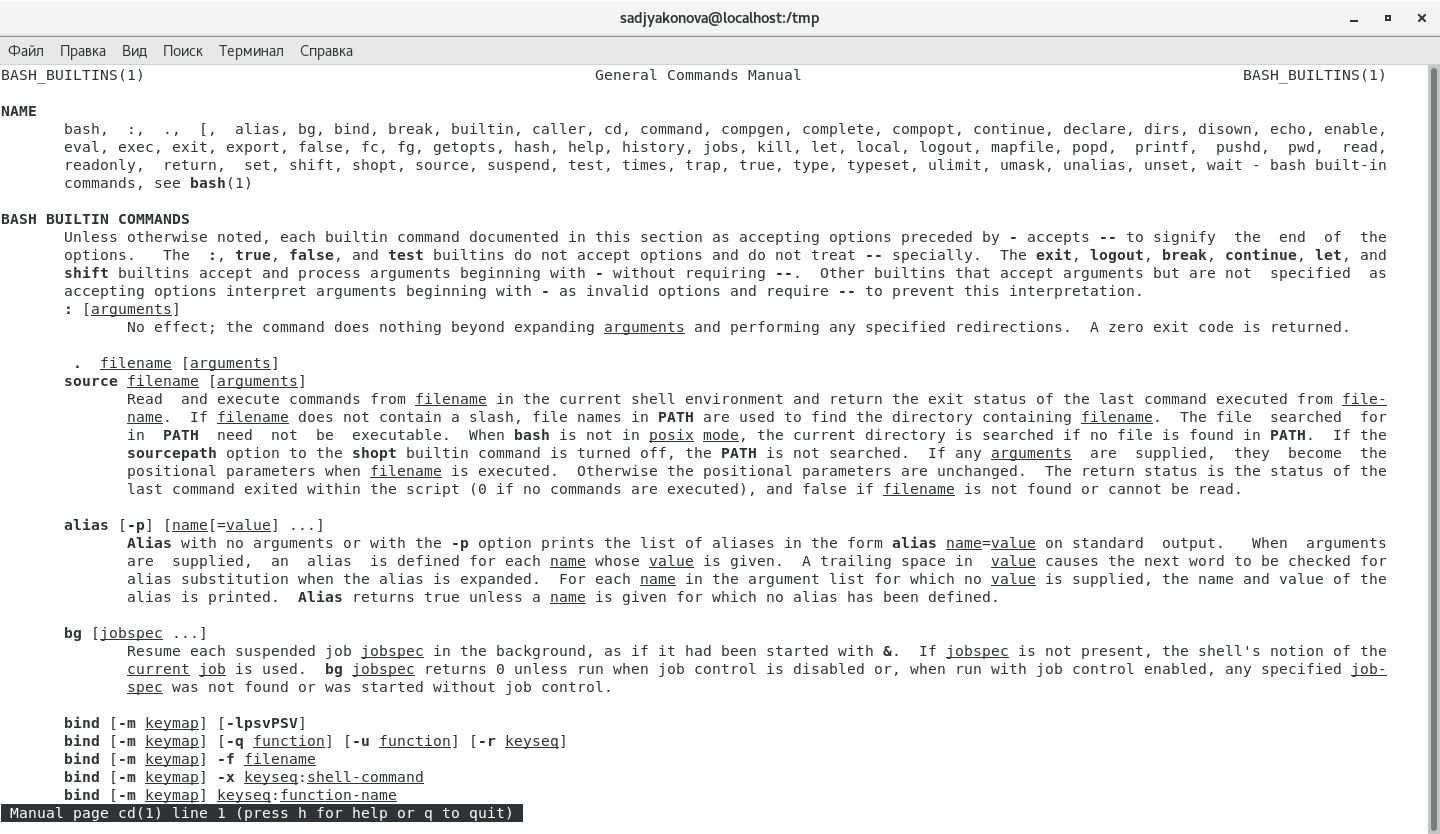 sadjyakonova@localhost:/tmp
Файл Правка Вид Поиск Терминал Справка
BASH_BUILTINS(1) General Commands Manual BASH_BUILTINS(1)
NAME
bash, :, ., [, alias, bg, bind, break, builtin, caller, cd, command, compgen, complete, compopt, continue, declare, dirs, disown, echo, enable,
eval, exec, exit, export, false, fc, fg, getopts, hash, help, history, jobs, kill, let, local, logout, mapfile, popd, printf, pushd, pwd, read,
readonly, return, set, shift, shopt, source, suspend, test, times, trap, true, type, typeset, ulimit, umask, unalias, unset, wait - bash built-in
commands, see bash(1)
BASH BUILTIN COMMANDS
Unless otherwise noted, each builtin command documented in this section as accepting options preceded by - accepts -- to signify the end of the
options. The :, true, false, and test builtins do not accept options and do not treat -- specially. The exit, logout, break, continue, let, and
shift builtins accept and process arguments beginning with - without requiring --. Other builtins that accept arguments but are not specified as
accepting options interpret arguments beginning with - as invalid options and require -- to prevent this interpretation.
: [arguments]
No effect; the command does nothing beyond expanding arguments and performing any specified redirections. A zero exit code is returned.
. filename [arguments]
source filename [arguments]
Read and execute commands from filename in the current shell environment and return the exit status of the last command executed from file-
name. If filename does not contain a slash, file names in PATH are used to find the directory containing filename. The file searched for
in PATH need not be executable. When bash is not in posix mode, the current directory is searched if no file is found in PATH. If the
sourcepath option to the shopt builtin command is turned off, the PATH is not searched. If any arguments are supplied, they become the
positional parameters when filename is executed. Otherwise the positional parameters are unchanged. The return status is the status of the
last command exited within the script (0 if no commands are executed), and false if filename is not found or cannot be read.
alias [-p] [name[=value] ...]
Alias with no arguments or with the -p option prints the list of aliases in the form alias name=value on standard output. When arguments
are supplied, an alias is defined for each name whose value is given. A trailing space in value causes the next word to be checked for
alias substitution when the alias is expanded. For each name in the argument list for which no value is supplied, the name and value of the
alias is printed. Alias returns true unless a name is given for which no alias has been defined.
bg [jobspec ...]
Resume each suspended job jobspec in the background, as if it had been started with &. If jobspec is not present, the shell's notion of the
current job is used. bg jobspec returns 0 unless run when job control is disabled or, when run with job control enabled, any specified job-
spec was not found or was started without job control.
bind [-m keymap] [-lpsvPSV]
bind [-m keymap] [-q function] [-u function] [-r keyseq]
bind [-m keymap] -f filename
bind [-m keymap] -x keyseq:shell-command
bind [-m keymap] keyseq:function-name
Manual page cd(1) line 1 (press h for help or q to quit)